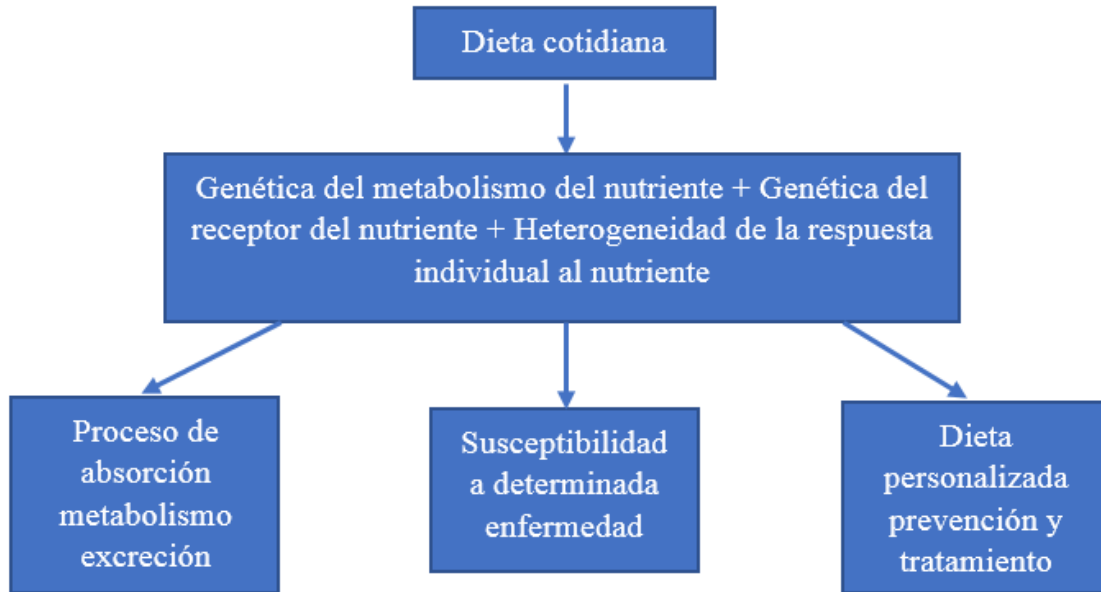 Dieta cotidiana
Genética del metabolismo del nutriente + Genética del
receptor del nutriente + Heterogeneidad de la respuesta
individual al nutriente
Proceso de
absorción
metabolismo
excreción
Susceptibilidad
a determinada
enfermedad
Dieta
personalizada
prevención y
tratamiento